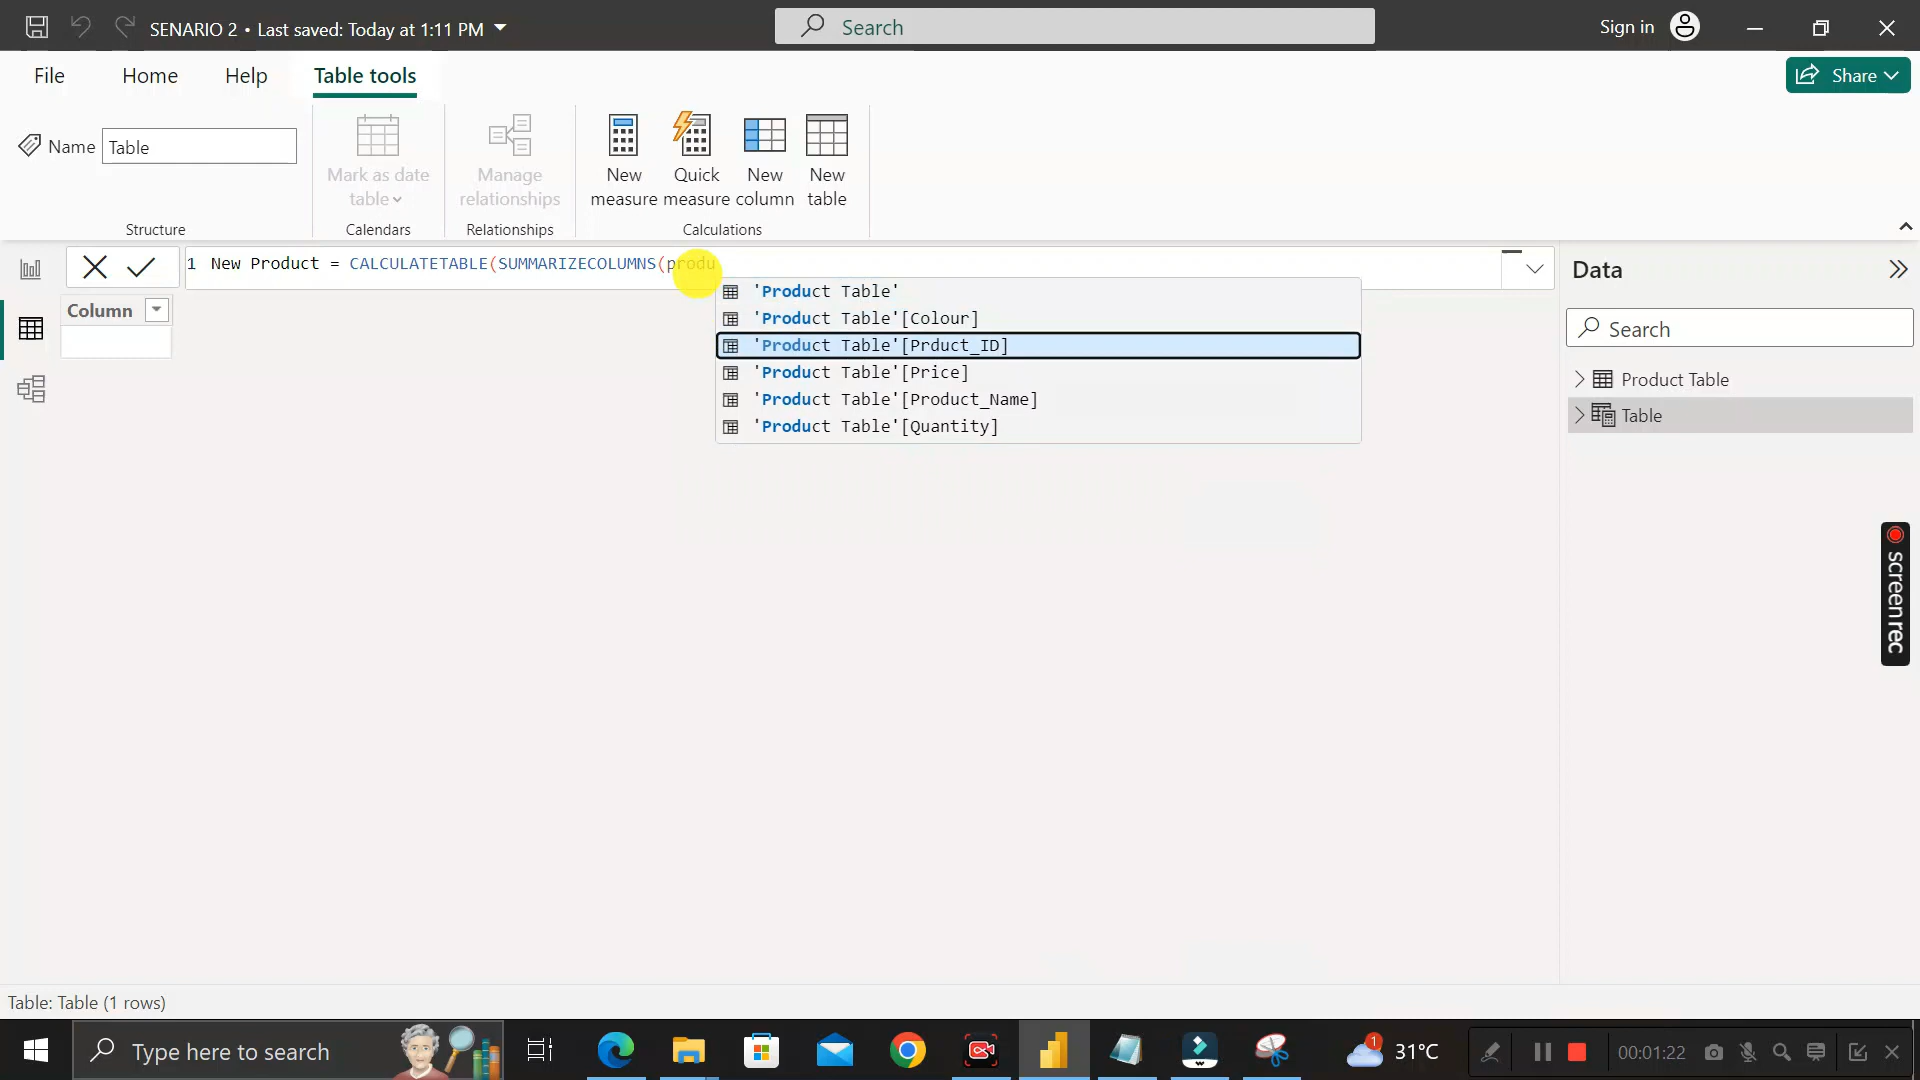 SENARIO 2 • Last saved: Today at 1:11 PM
Search
Sign in
File
Home
Help
Table tools
Share
Name
Table
Mark as date
table
Manage
relationships
New
measure
Quick
measure
New
column
New
table
Structure
Calendars
Relationships
Calculations
1 New Product = CALCULATETABLE(SUMMARIZECOLUMNS(produ
'Product Table'
'Product Table'[Colour]
'Product Table'[Prduct_ID]
'Product Table'[Price]
'Product Table'[Product_Name]
'Product Table'[Quantity]
Column
Data
Search
Product Table
Table
screenrec
Table: Table (1 rows)
Type here to search
1
31°C
00:01:22